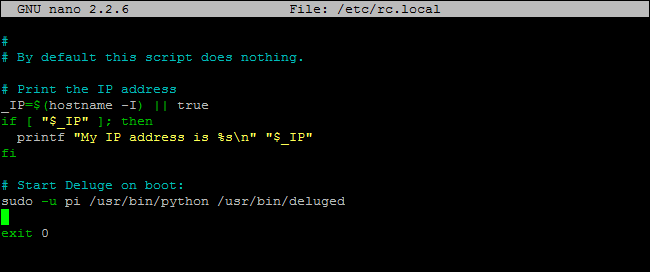 GNU nano 2.2.6 File: /etc/rc.local
#
# By default this script does nothing.
# Print the IP address
_IP=$(hostname -I) || true
if [ "$_IP" ]; then
  printf "My IP address is %s\n" "$_IP"
fi
# Start Deluge on boot:
sudo -u pi /usr/bin/python /usr/bin/deluged
exit 0